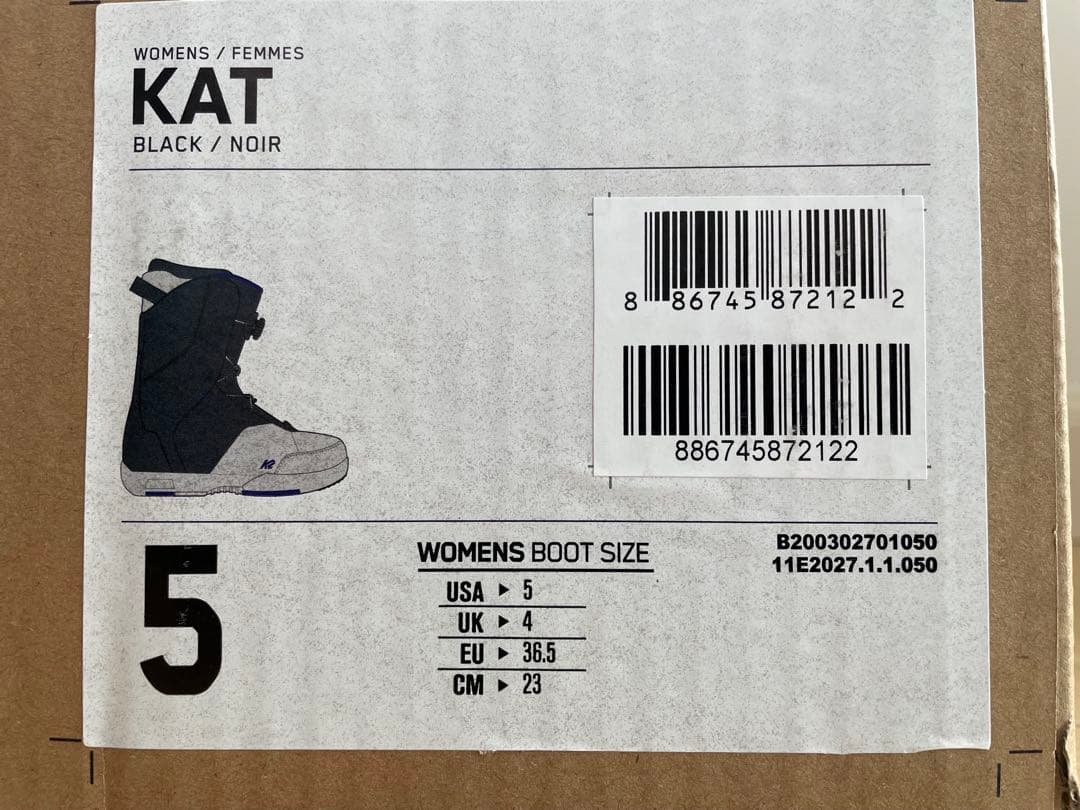 WOMENS / FEMMES
KAT
BLACK / NOIR
8 86745 87212 2
886745872122
K2
5
WOMENS BOOT SIZE
USA ▶ 5
UK ▶ 4
EU ▶ 36.5
CM ▶ 23
B200302701050
11E2027.1.1.050